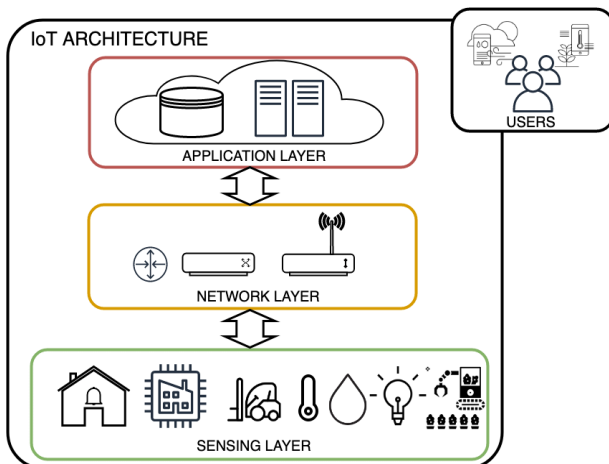 IoT ARCHITECTURE
USERS
APPLICATION LAYER
NETWORK LAYER
SENSING LAYER